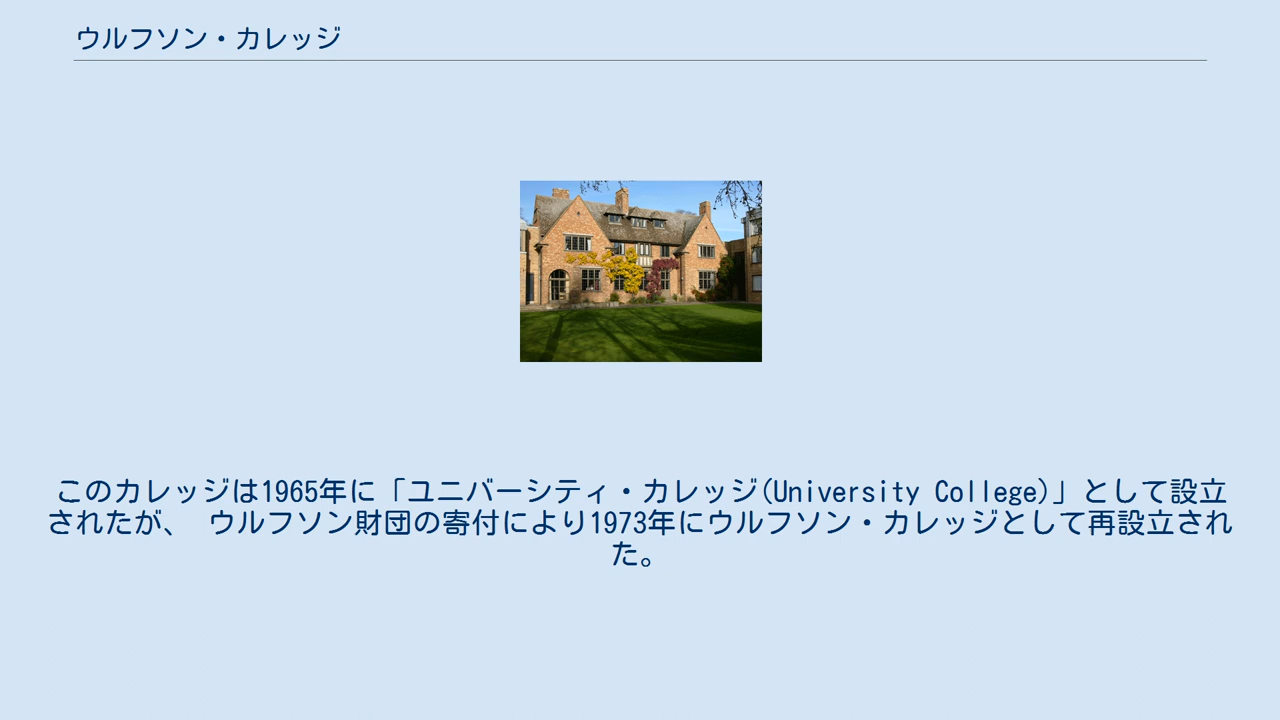 ウルフソン・カレッジ
このカレッジは1965年に「ユニバーシティ・カレッジ(University College)」として設立
されたが、 ウルフソン財団の寄付により1973年にウルフソン・カレッジとして再設立され
た。